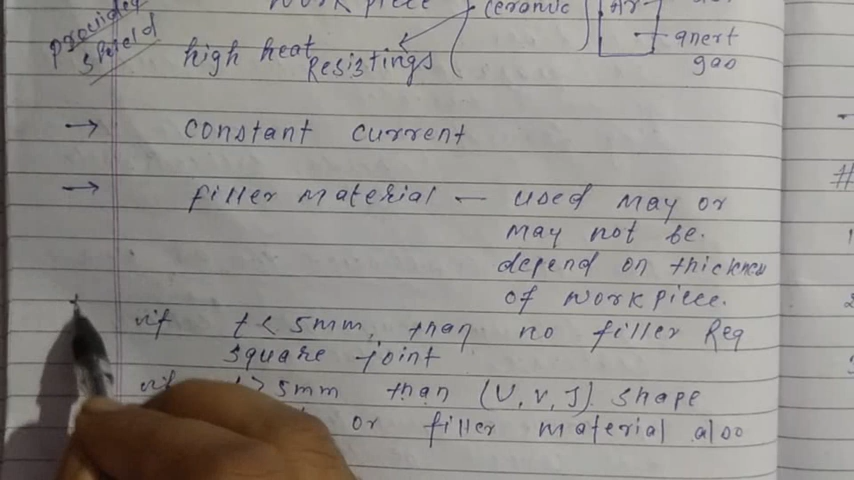 provided
shield
work piece
ceramic
Ar
high heat
Resistings
inert
gas
→ constant current
→ filler material — used may or
may not be.
depend on thicknes
of workpiece.
if t < 5mm, than no filler Req
square joint
if t > 5mm than (U, V, J) shape
or filler material also
#